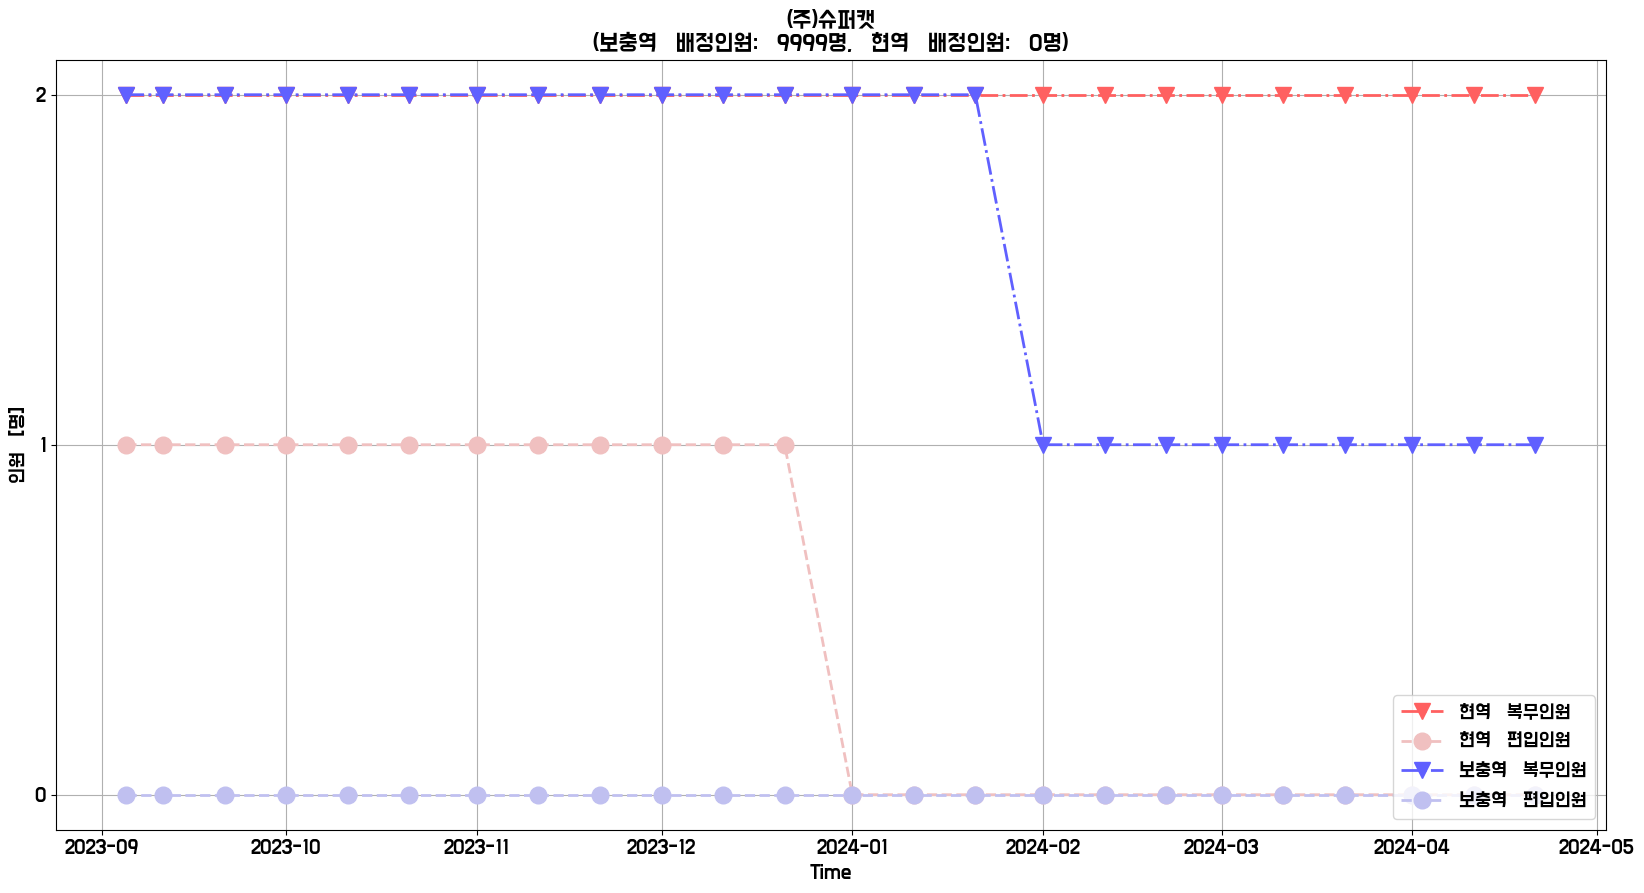 (주)슈퍼캣
(보충역 배정인원: 9999명, 현역 배정인원: 0명)
2
1
0
인원 [명]
2023-09 2023-10 2023-11 2023-12 2024-01 2024-02 2024-03 2024-04 2024-05
Time
현역 복무인원
현역 편입인원
보충역 복무인원
보충역 편입인원